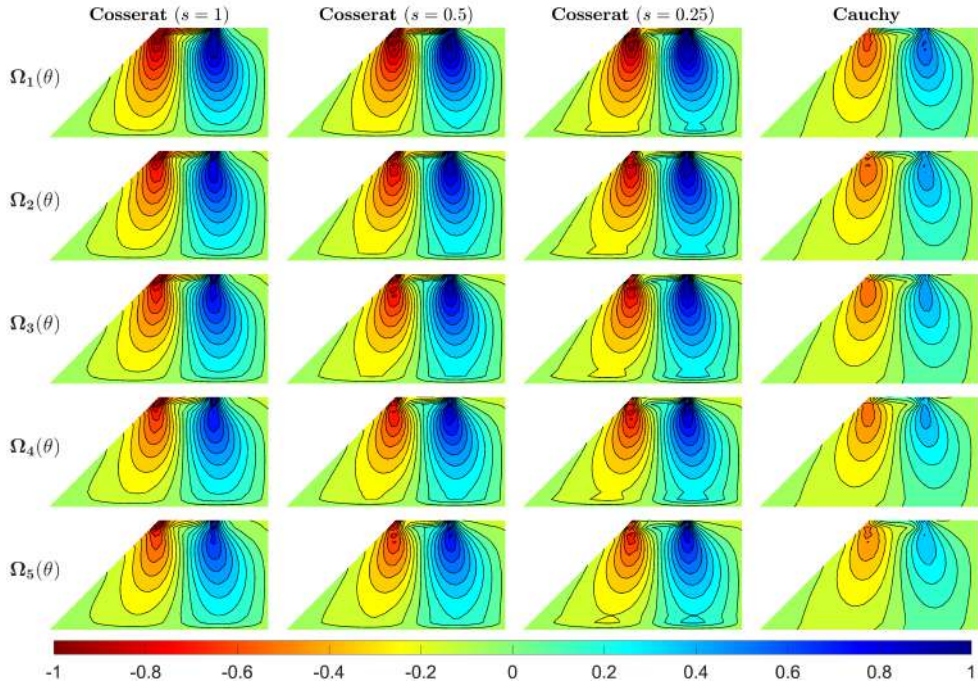 Cosserat (s = 1) Cosserat (s = 0.5) Cosserat (s = 0.25) Cauchy
Ω₁(θ)
Ω₂(θ)
Ω₃(θ)
Ω₄(θ)
Ω₅(θ)
-1 -0.8 -0.6 -0.4 -0.2 0 0.2 0.4 0.6 0.8 1